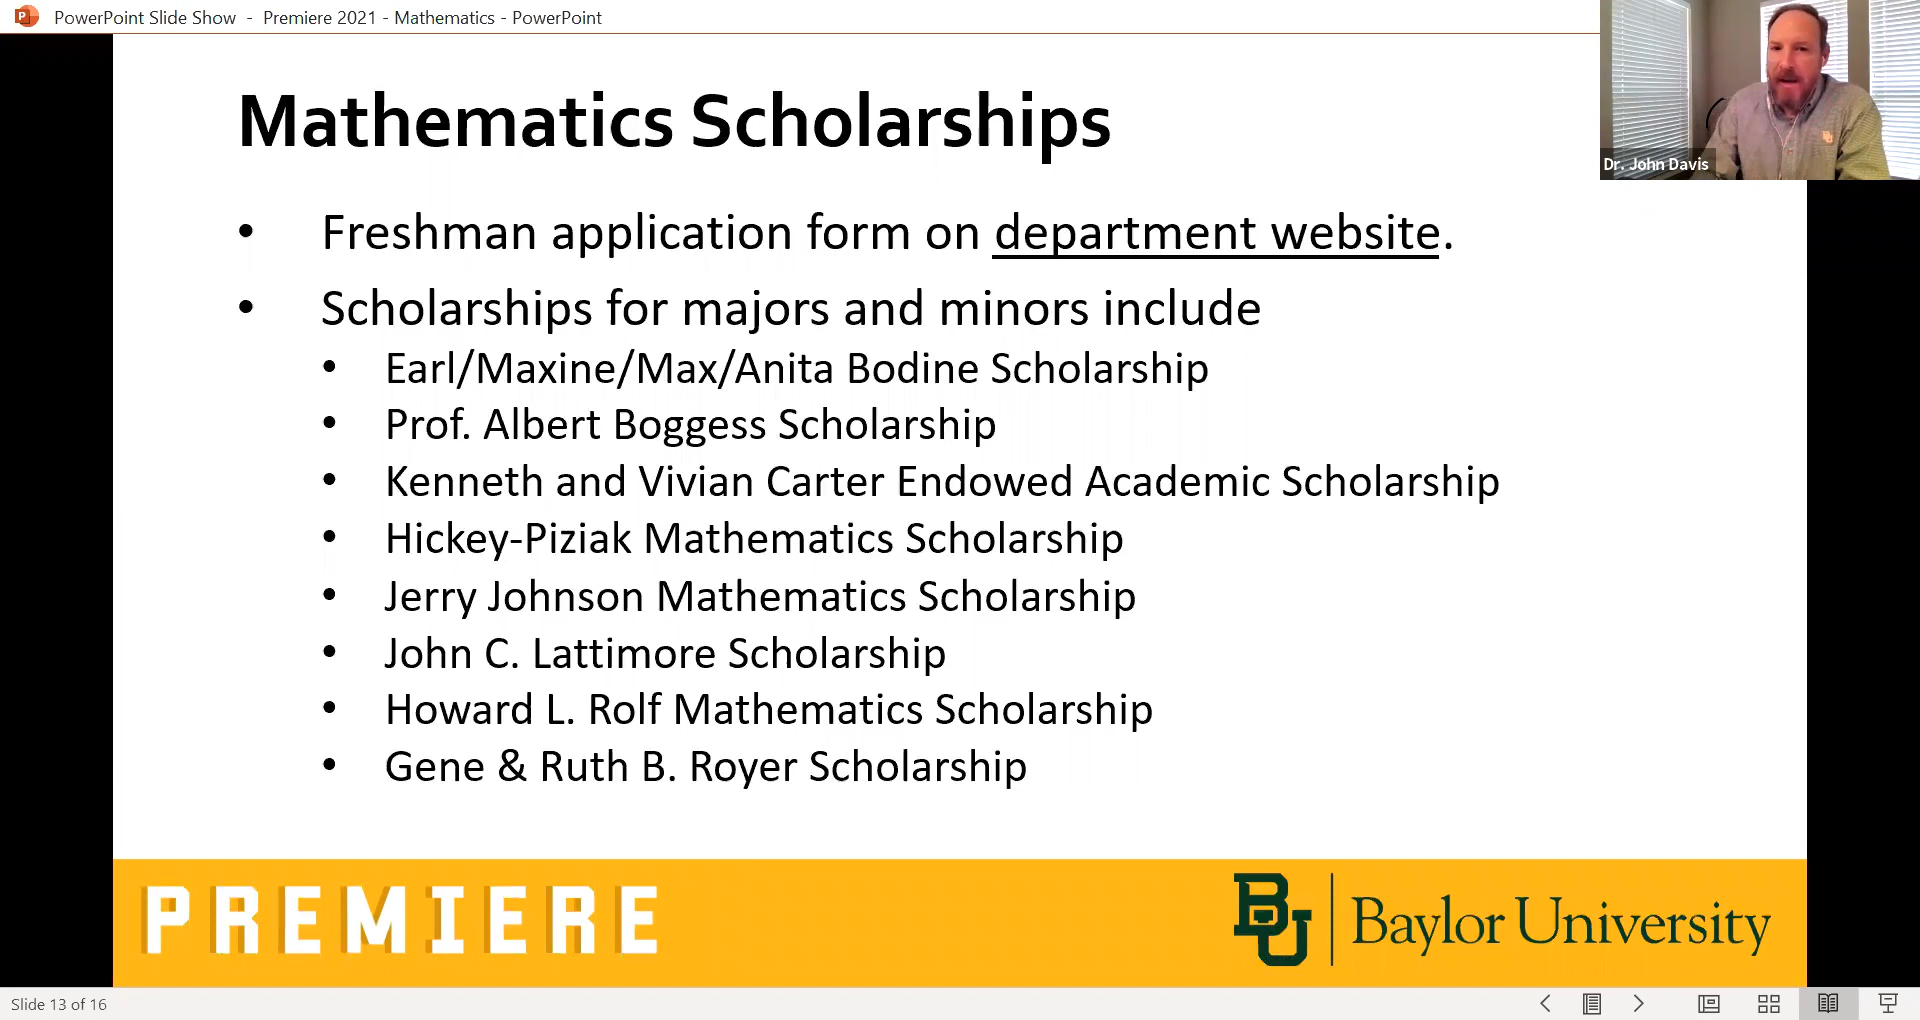 PowerPoint Slide Show - Premiere 2021 - Mathematics - PowerPoint
Mathematics Scholarships
Dr. John Davis
• Freshman application form on department website.
• Scholarships for majors and minors include
• Earl/Maxine/Max/Anita Bodine Scholarship
• Prof. Albert Boggess Scholarship
• Kenneth and Vivian Carter Endowed Academic Scholarship
• Hickey-Piziak Mathematics Scholarship
• Jerry Johnson Mathematics Scholarship
• John C. Lattimore Scholarship
• Howard L. Rolf Mathematics Scholarship
• Gene & Ruth B. Royer Scholarship
PREMIERE
BU Baylor University
Slide 13 of 16